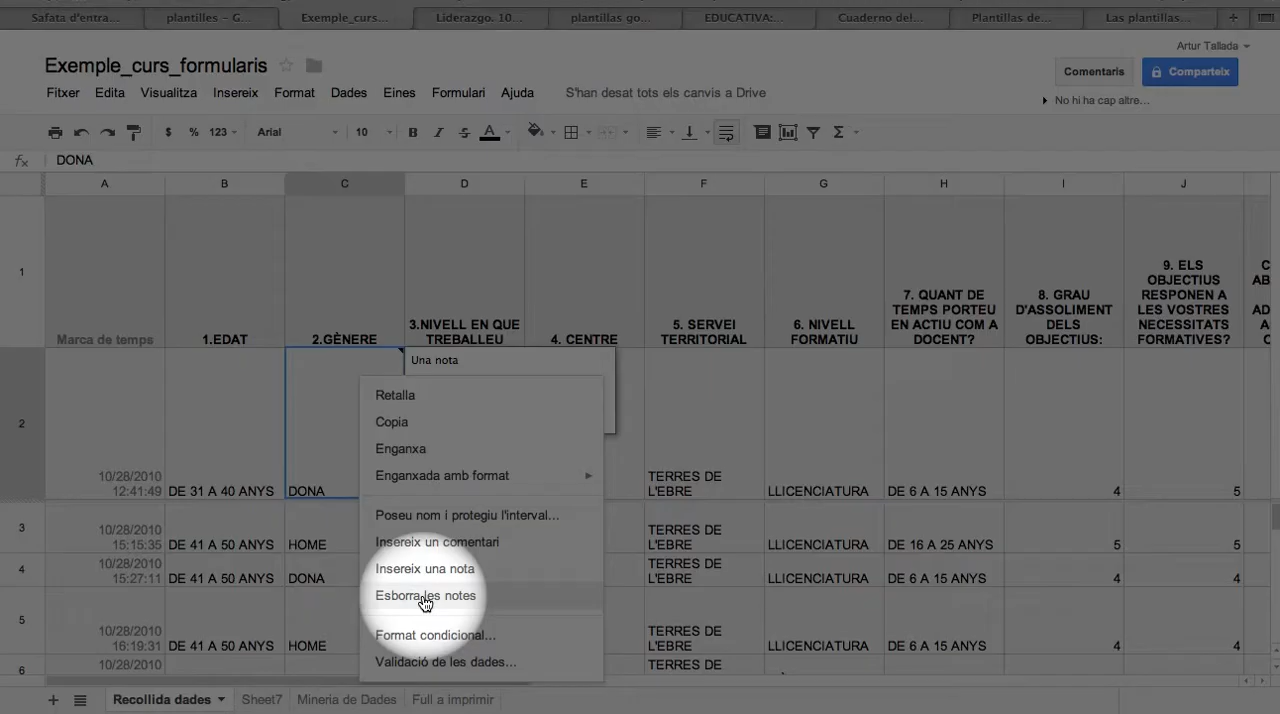 Safata d'entra...
plantilles – G...
Exemple_curs...
Liderazgo. 10...
plantillas go...
EDUCATIVA:...
Cuaderno del...
Plantillas de...
Las plantillas...
Artur Tallada
Exemple_curs_formularis
Comentaris
Comparteix
Fitxer Edita Visualitza Insereix Format Dades Eines Formulari Ajuda S'han desat tots els canvis a Drive
No hi ha cap altre...
$ % 123 Arial 10 B I S A Σ
fx DONA
A B C D E F G H I J
1
Marca de temps
1.EDAT
2.GÈNERE
3.NIVELL EN QUE
TREBALLEU
4. CENTRE
5. SERVEI
TERRITORIAL
6. NIVELL
FORMATIU
7. QUANT DE
TEMPS PORTEU
EN ACTIU COM A
DOCENT?
8. GRAU
D'ASSOLIMENT
DELS
OBJECTIUS:
9. ELS
OBJECTIUS
RESPONEN A
LES VOSTRES
NECESSITATS
FORMATIVES?
Una nota
2
10/28/2010
12:41:49
DE 31 A 40 ANYS
DONA
TERRES DE
L'EBRE
LLICENCIATURA
DE 6 A 15 ANYS
4
5
3
10/28/2010
15:15:35
DE 41 A 50 ANYS
HOME
TERRES DE
L'EBRE
LLICENCIATURA
DE 16 A 25 ANYS
5
5
4
10/28/2010
15:27:11
DE 41 A 50 ANYS
DONA
TERRES DE
L'EBRE
LLICENCIATURA
DE 6 A 15 ANYS
4
4
5
10/28/2010
16:19:31
DE 41 A 50 ANYS
HOME
TERRES DE
L'EBRE
LLICENCIATURA
DE 6 A 15 ANYS
4
4
6
10/28/2010
TERRES DE
Retalla
Copia
Enganxa
Enganxada amb format
Poseu nom i protegiu l'interval...
Insereix un comentari
Insereix una nota
Esborra les notes
Format condicional...
Validació de les dades...
Recollida dades
Sheet7
Mineria de Dades
Full a imprimir